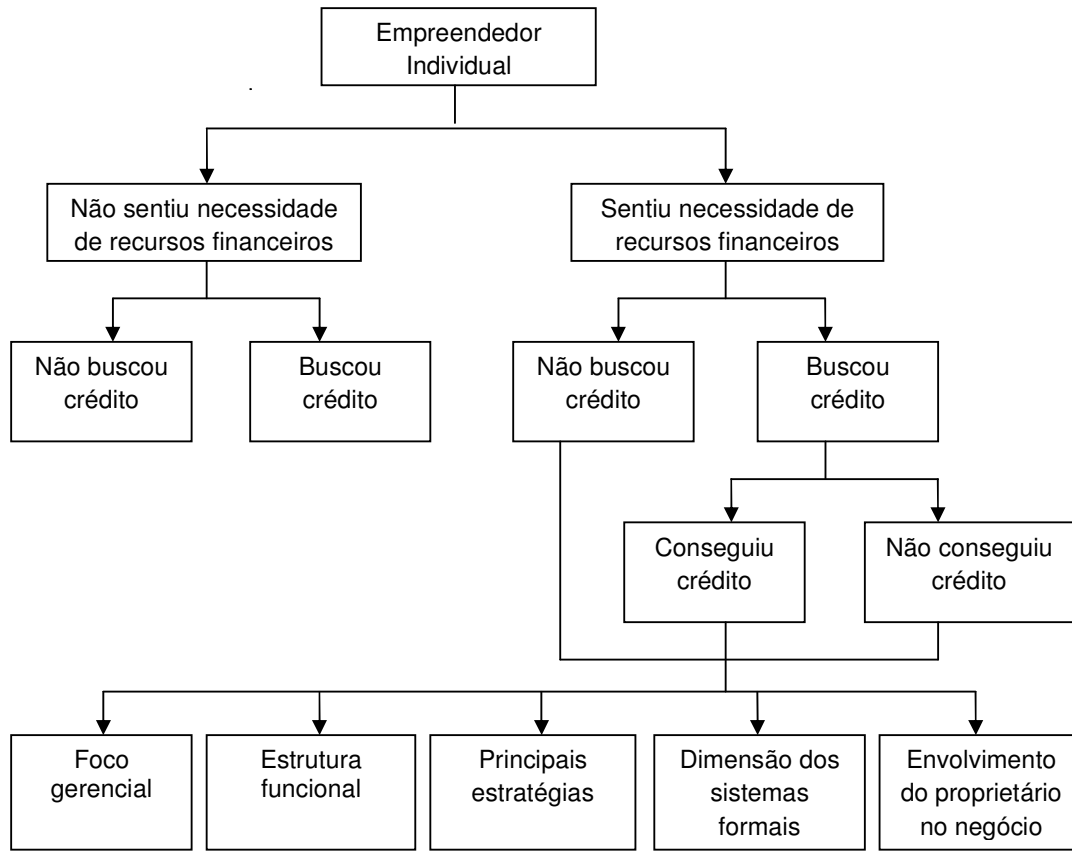 Empreendedor
Individual
Não sentiu necessidade
de recursos financeiros
Sentiu necessidade de
recursos financeiros
Não buscou
crédito
Buscou
crédito
Não buscou
crédito
Buscou
crédito
Conseguiu
crédito
Não conseguiu
crédito
Foco
gerencial
Estrutura
funcional
Principais
estratégias
Dimensão dos
sistemas
formais
Envolvimento
do proprietário
no negócio